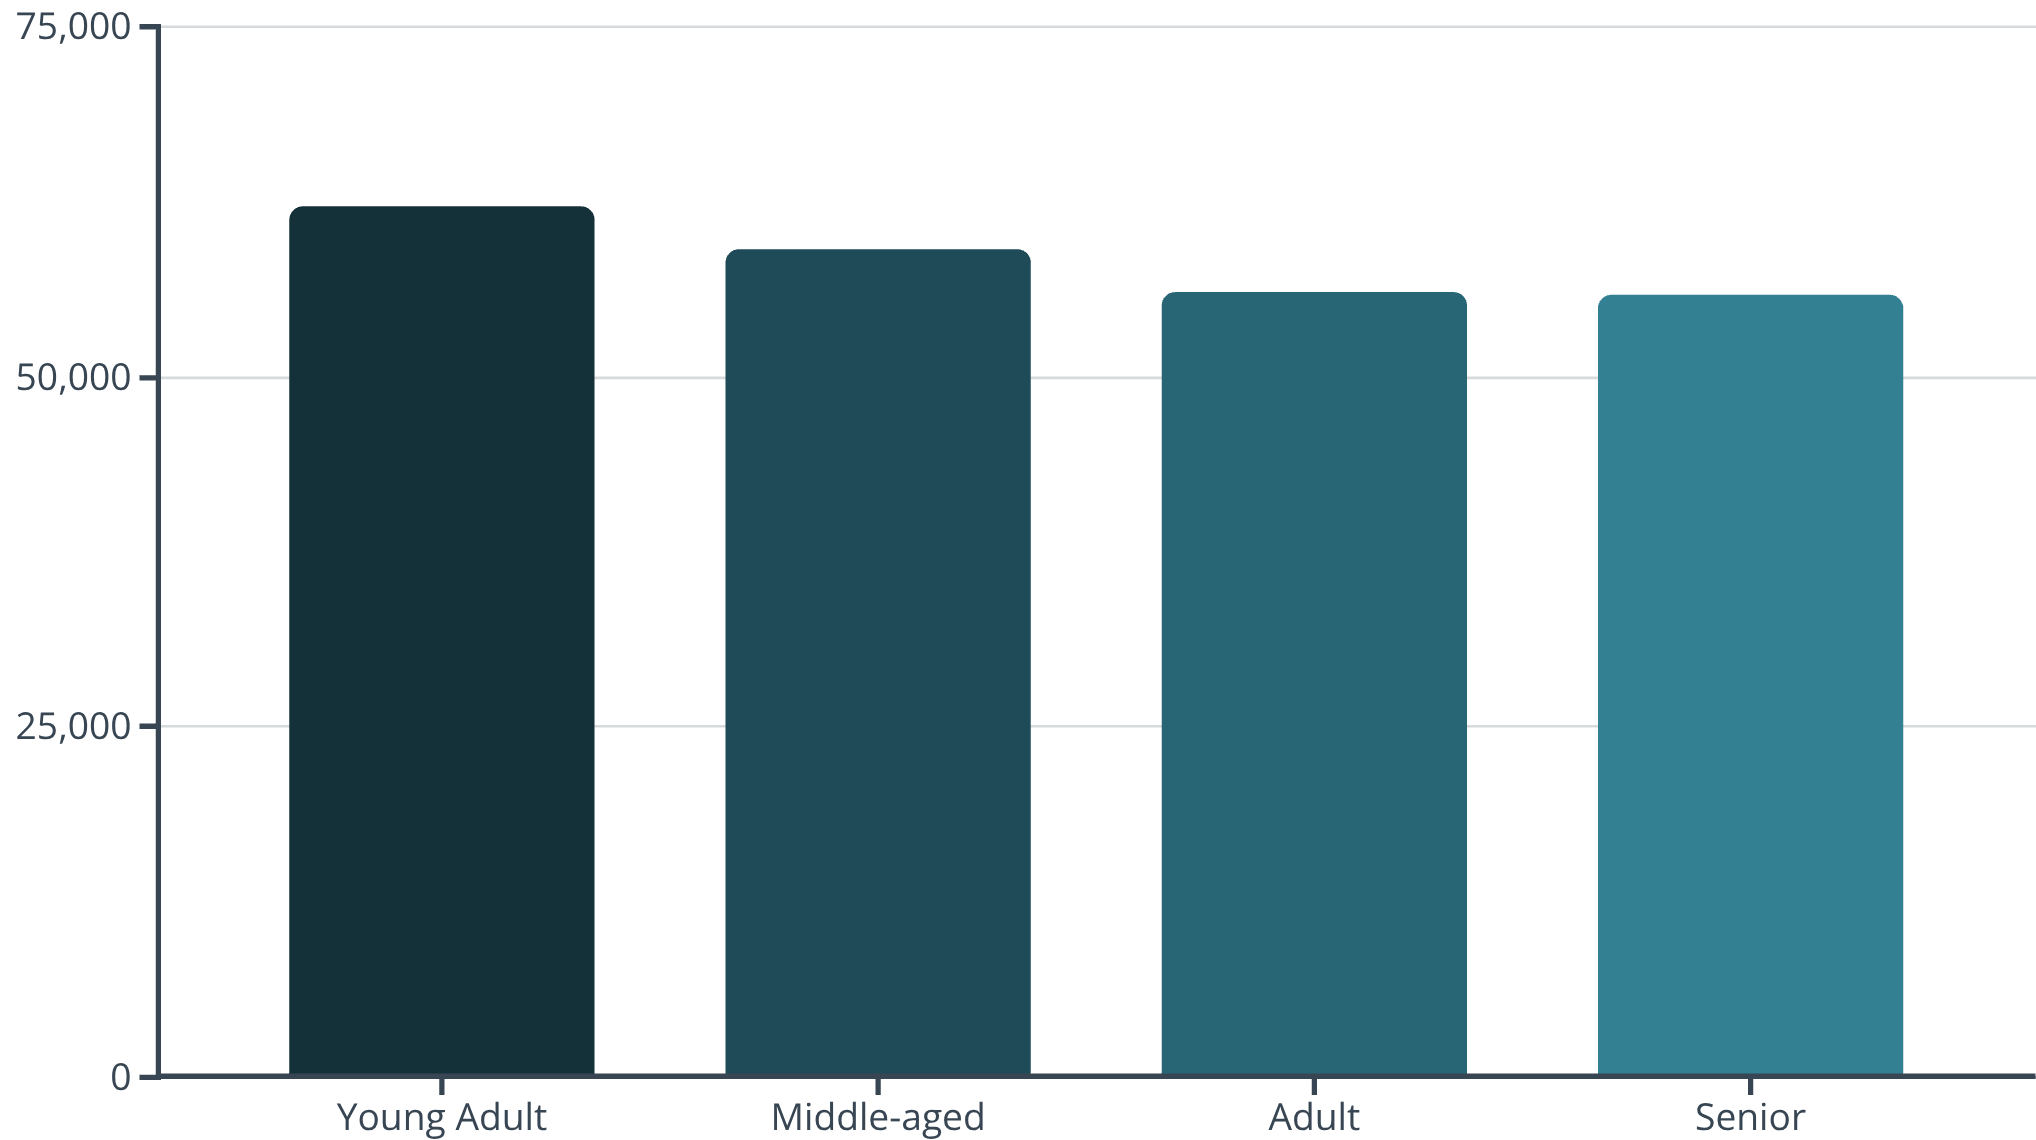 75,000
50,000
25,000
0
Young Adult
Middle-aged
Adult
Senior